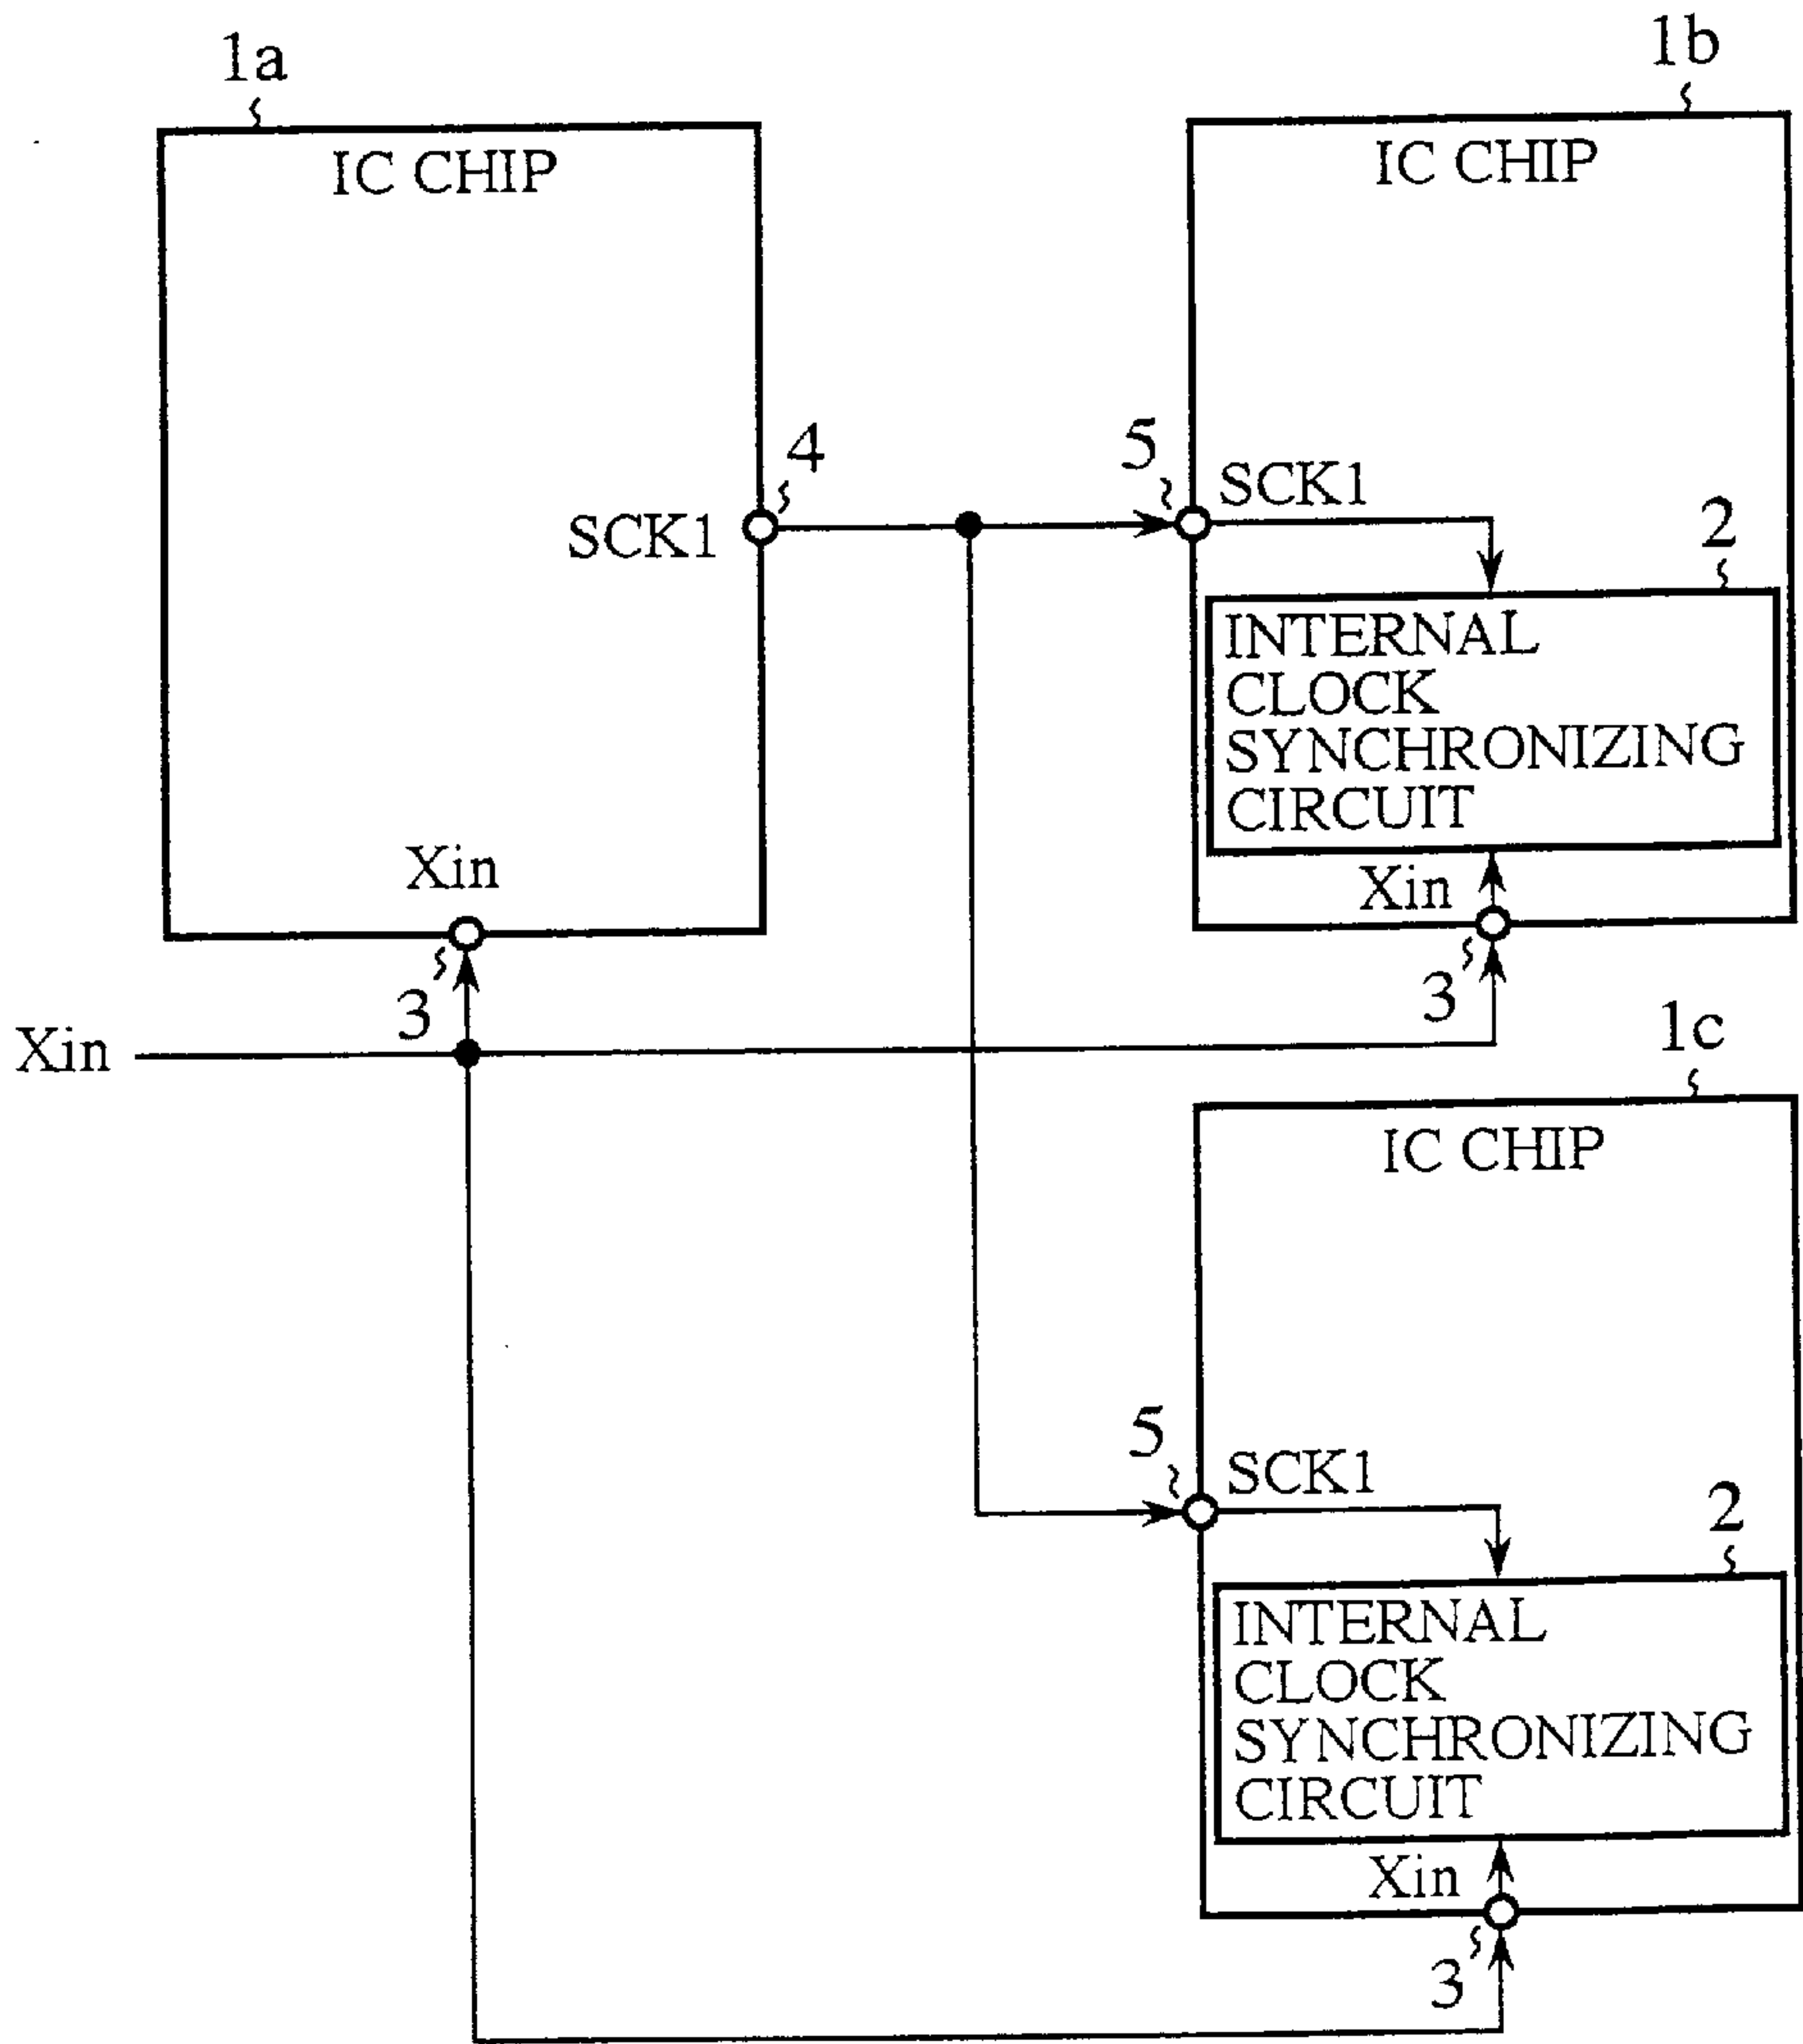 1a
1b
IC CHIP
IC CHIP
4
5
SCK1
SCK1
2
INTERNAL
CLOCK
SYNCHRONIZING
CIRCUIT
Xin
Xin
3
3
Xin
1c
IC CHIP
5
SCK1
2
INTERNAL
CLOCK
SYNCHRONIZING
CIRCUIT
Xin
3